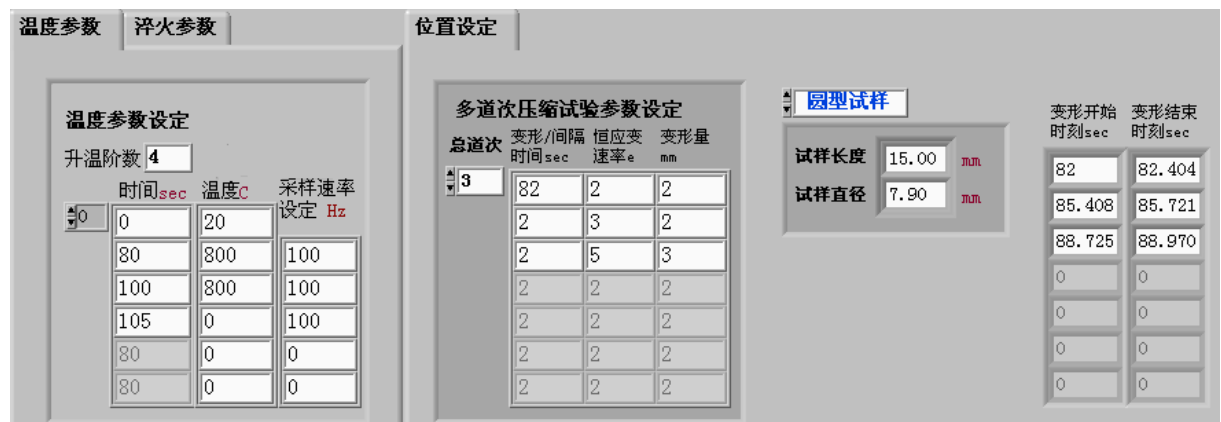 温度参数 淬火参数 位置设定
温度参数设定
升温阶数 4
时间sec 温度C 采样速率
设定 Hz
0 0 20
80 800 100
100 800 100
105 0 100
80 0 0
80 0 0
多道次压缩试验参数设定
总道次 变形/间隔 恒应变 变形量
时间sec 速率e mm
3 82 2 2
2 3 2
2 5 3
2 2 2
2 2 2
2 2 2
2 2 2
圆型试样
试样长度 15.00 mm
试样直径 7.90 mm
变形开始 变形结束
时刻sec 时刻sec
82 82.404
85.408 85.721
88.725 88.970
0 0
0 0
0 0
0 0